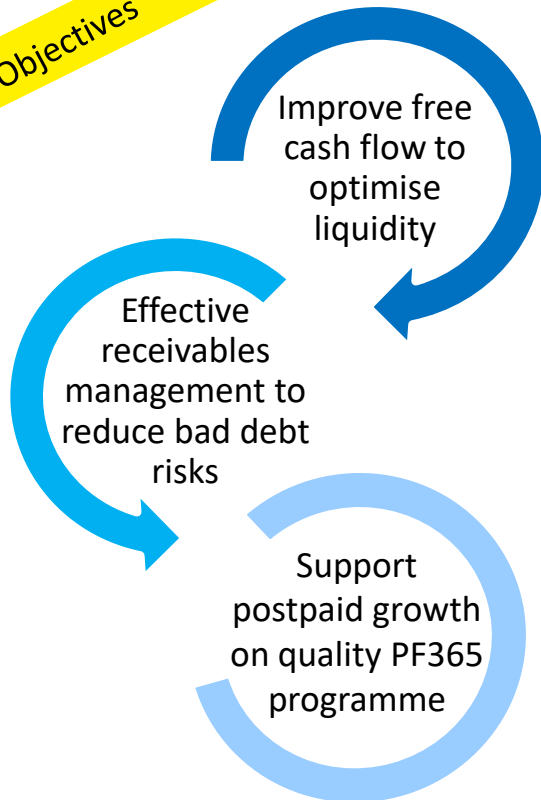 Objectives
Improve free
cash flow to
optimise
liquidity
Effective
receivables
management to
reduce bad debt
risks
Support
postpaid growth
on quality PF365
programme